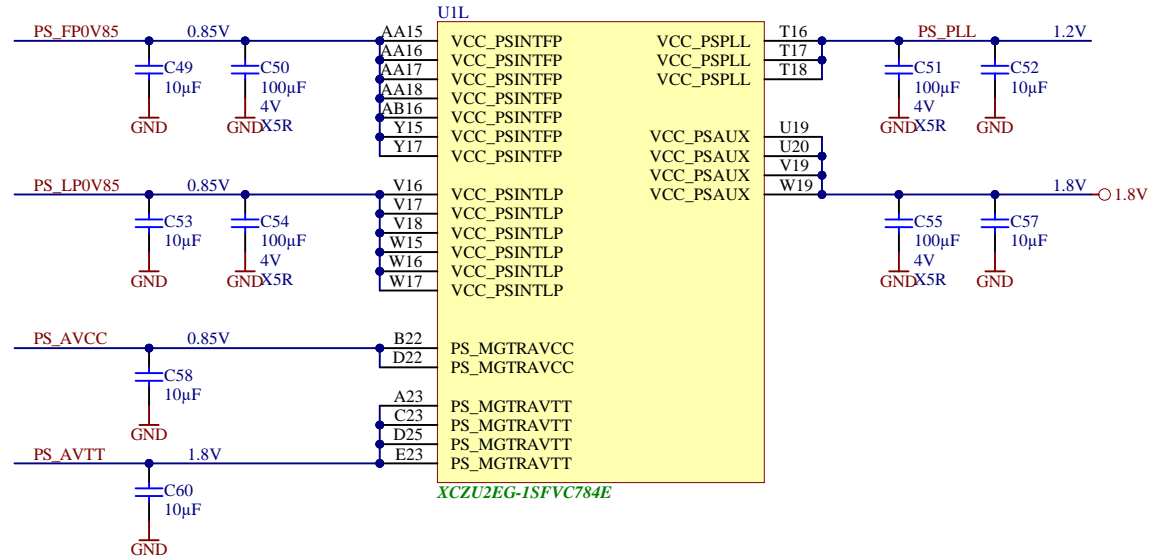 U1L
PS_FP0V85 0.85V
C49
10µF
GND
C50
100µF
4V
X5R
GND
AA15 VCC_PSINTFP
AA16 VCC_PSINTFP
AA17 VCC_PSINTFP
AA18 VCC_PSINTFP
AB16 VCC_PSINTFP
Y15 VCC_PSINTFP
Y17 VCC_PSINTFP
VCC_PSPLL T16
VCC_PSPLL T17
VCC_PSPLL T18
PS_PLL 1.2V
C51
100µF
4V
X5R
GND
C52
10µF
GND
VCC_PSAUX U19
VCC_PSAUX U20
VCC_PSAUX V19
VCC_PSAUX W19
1.8V 1.8V
C55
100µF
4V
X5R
GND
C57
10µF
GND
PS_LP0V85 0.85V
C53
10µF
GND
C54
100µF
4V
X5R
GND
V16 VCC_PSINTLP
V17 VCC_PSINTLP
V18 VCC_PSINTLP
W15 VCC_PSINTLP
W16 VCC_PSINTLP
W17 VCC_PSINTLP
PS_AVCC 0.85V
C58
10µF
GND
B22 PS_MGTRAVCC
D22 PS_MGTRAVCC
A23 PS_MGTRAVTT
C23 PS_MGTRAVTT
D25 PS_MGTRAVTT
E23 PS_MGTRAVTT
PS_AVTT 1.8V
C60
10µF
GND
XCZU2EG-1SFVC784E